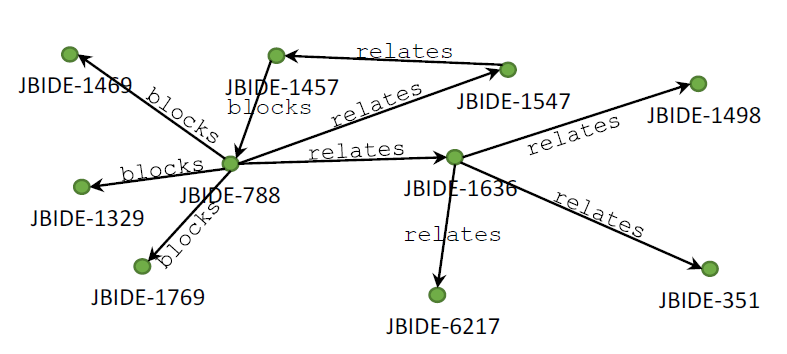 relates
JBIDE-1469
JBIDE-1457
blocks
blocks
relates
JBIDE-1547
JBIDE-1498
relates
relates
blocks
JBIDE-788
JBIDE-1636
JBIDE-1329
blocks
relates
relates
JBIDE-1769
JBIDE-6217
JBIDE-351